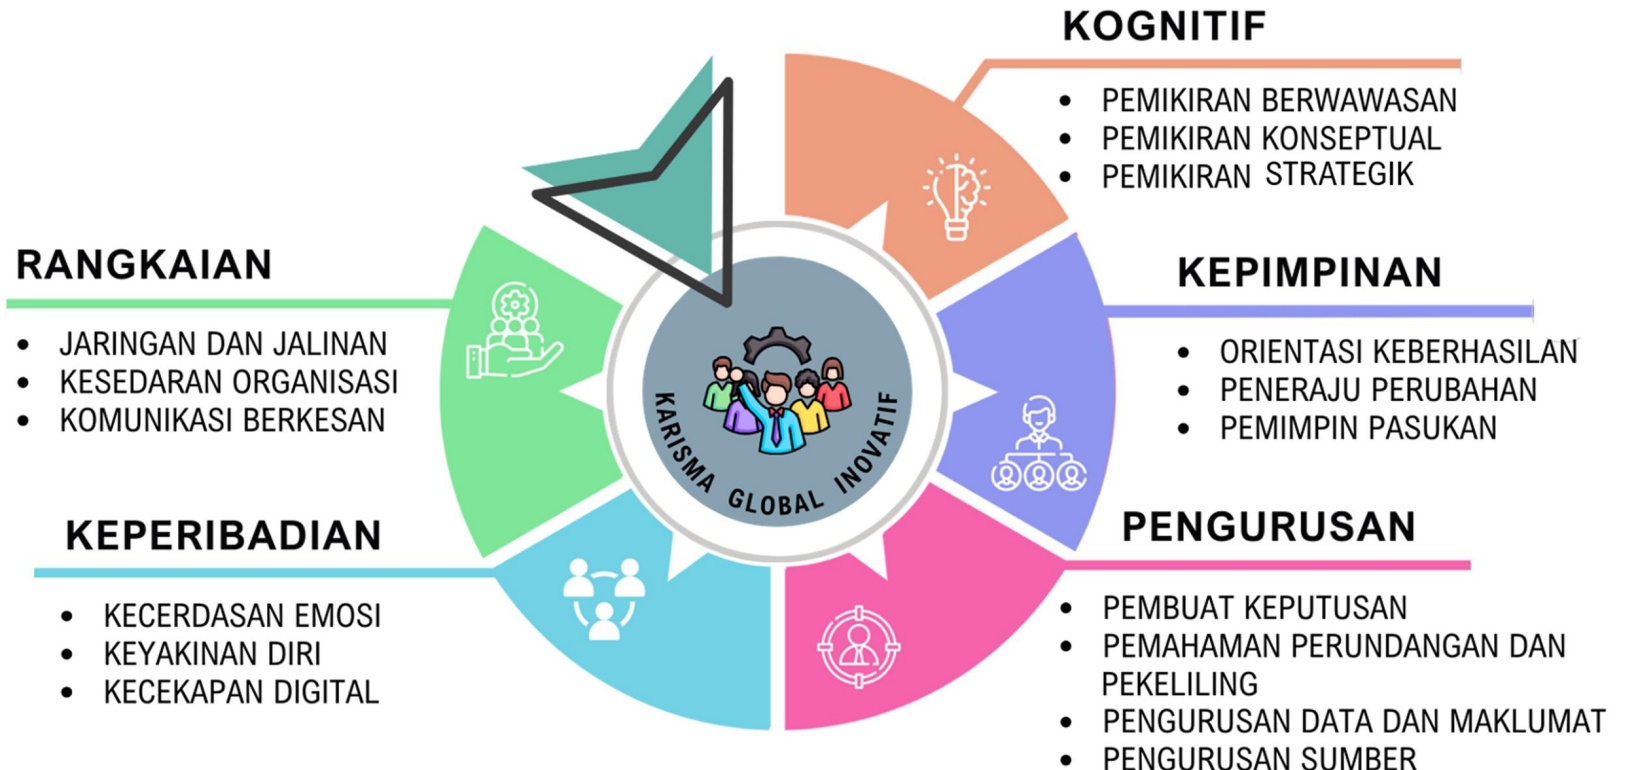 KOGNITIF
PEMIKIRAN BERWAWASAN
PEMIKIRAN KONSEPTUAL
PEMIKIRAN STRATEGIK
KEPIMPINAN
ORIENTASI KEBERHASILAN
PENERAJU PERUBAHAN
PEMIMPIN PASUKAN
PENGURUSAN
PEMBUAT KEPUTUSAN
PEMAHAMAN PERUNDANGAN DAN
PEKELILING
PENGURUSAN DATA DAN MAKLUMAT
PENGURUSAN SUMBER
RANGKAIAN
JARINGAN DAN JALINAN
KESEDARAN ORGANISASI
KOMUNIKASI BERKESAN
KEPERIBADIAN
KECERDASAN EMOSI
KEYAKINAN DIRI
KECEKAPAN DIGITAL
KARISMA GLOBAL INOVATIF